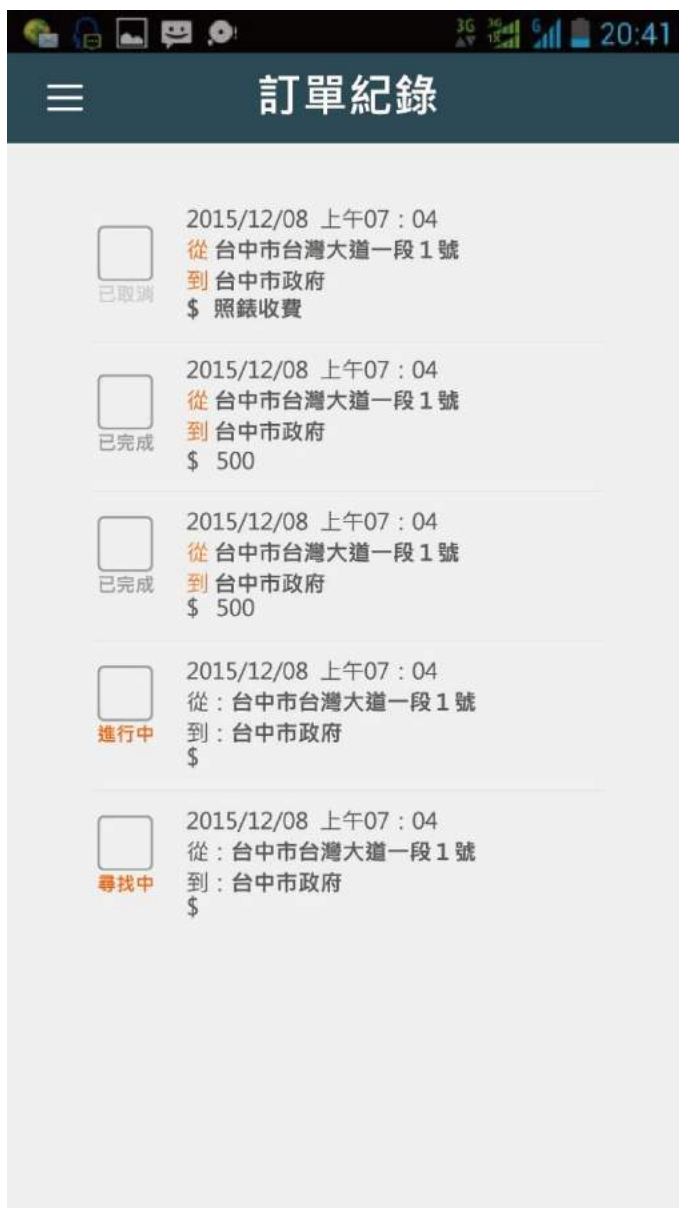 3G 3G 1X G 20:41
訂單紀錄
2015/12/08 上午07：04
從 台中市台灣大道一段１號
到 台中市政府
已取消
$ 照錶收費
2015/12/08 上午07：04
從 台中市台灣大道一段１號
到 台中市政府
已完成
$ 500
2015/12/08 上午07：04
從 台中市台灣大道一段１號
到 台中市政府
已完成
$ 500
2015/12/08 上午07：04
從：台中市台灣大道一段１號
到：台中市政府
進行中
$
2015/12/08 上午07：04
從：台中市台灣大道一段１號
到：台中市政府
尋找中
$